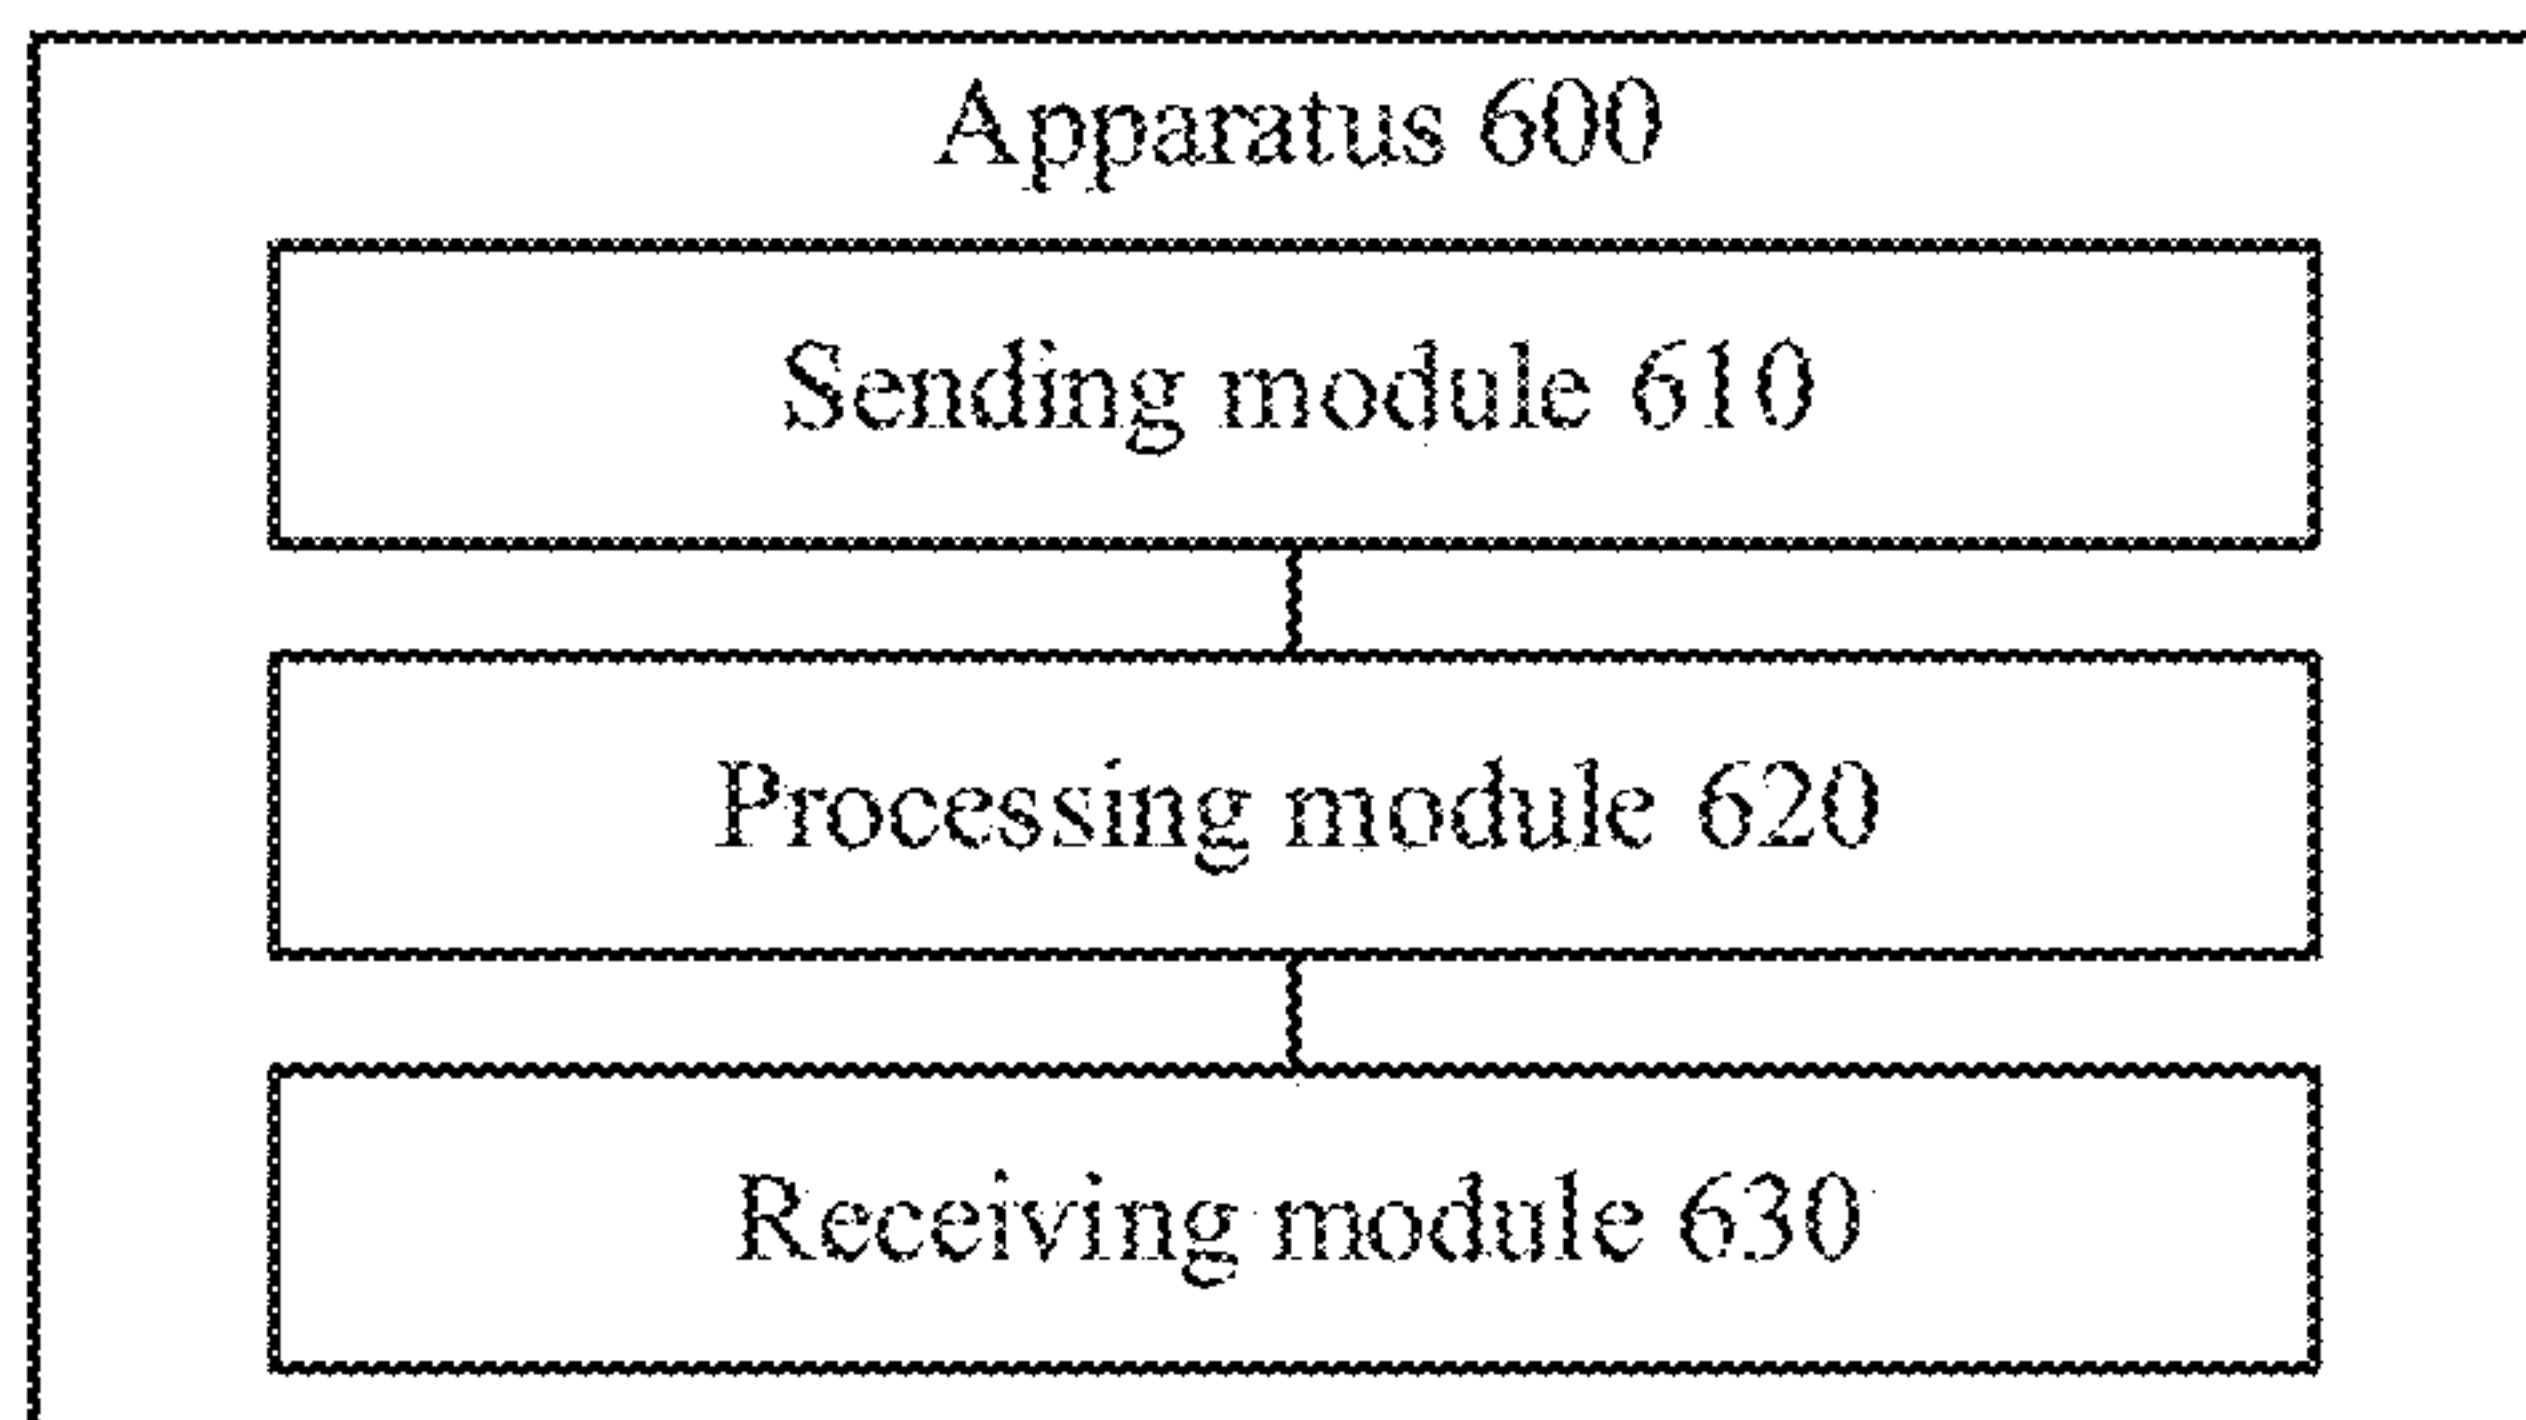 Apparatus 600
Sending module 610
Processing module 620
Receiving module 630